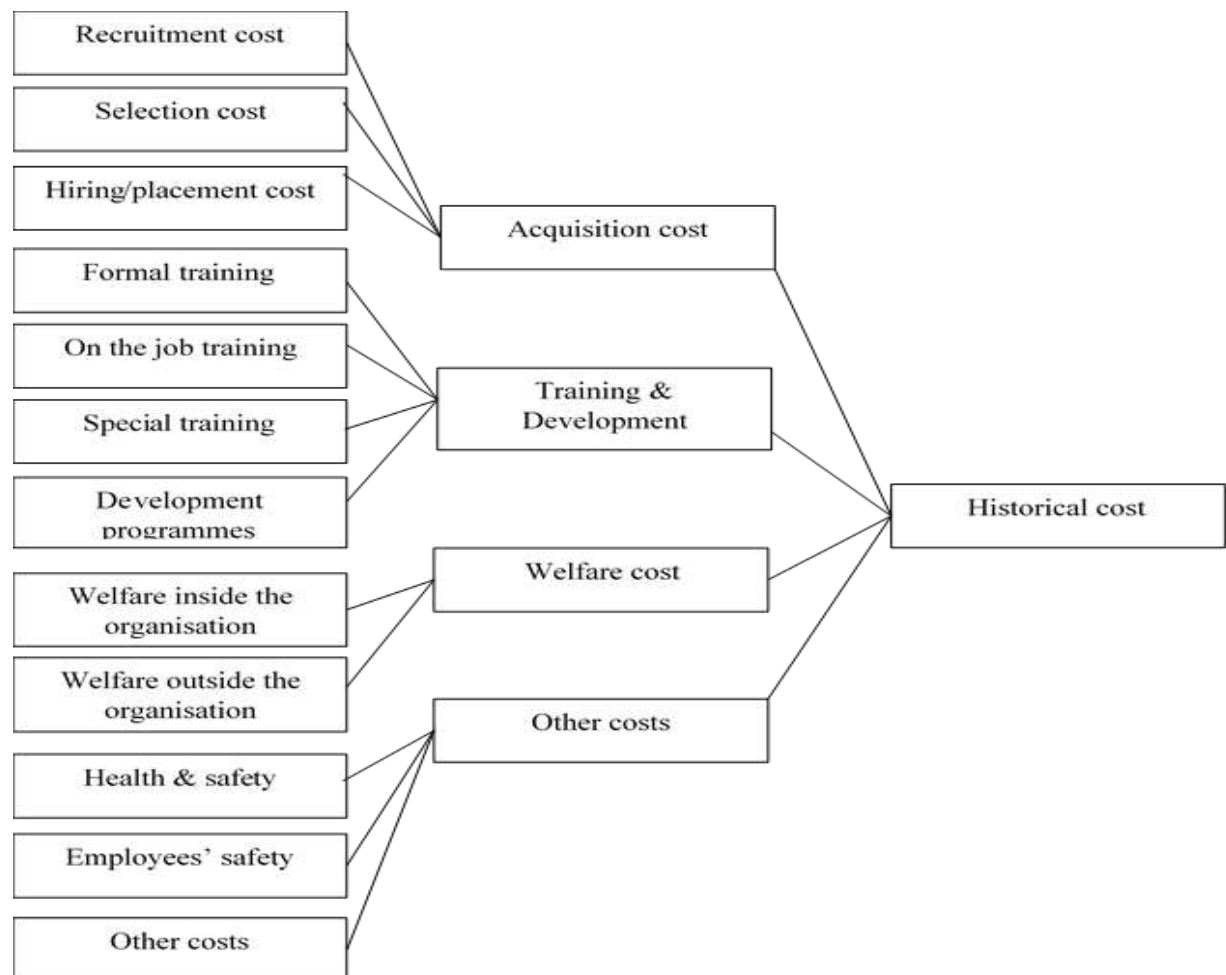 Recruitment cost
Selection cost
Hiring/placement cost
Formal training
On the job training
Special training
Development
programmes
Welfare inside the
organisation
Welfare outside the
organisation
Health & safety
Employees’ safety
Other costs
Acquisition cost
Training &
Development
Welfare cost
Other costs
Historical cost